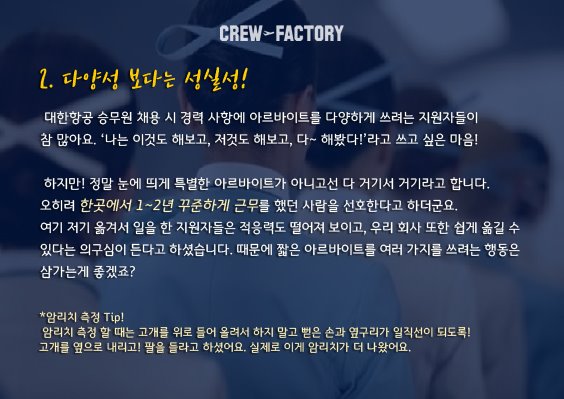 CREW FACTORY
2. 다양성 보다는 성실성!
대한항공 승무원 채용 시 경력 사항에 아르바이트를 다양하게 쓰려는 지원자들이
참 많아요. '나는 이것도 해보고, 저것도 해보고, 다~ 해봤다!'라고 쓰고 싶은 마음!
하지만! 정말 눈에 띄게 특별한 아르바이트가 아니고선 다 거기서 거기라고 합니다.
오히려 한곳에서 1~2년 꾸준하게 근무를 했던 사람을 선호한다고 하더군요.
여기 저기 옮겨서 일을 한 지원자들은 적응력도 떨어져 보이고, 우리 회사 또한 쉽게 옮길 수
있다는 의구심이 든다고 하셨습니다. 때문에 짧은 아르바이트를 여러 가지를 쓰려는 행동은
삼가는게 좋겠죠?
*암리치 측정 Tip!
암리치 측정 할 때는 고개를 위로 들어 올려서 하지 말고 뻗은 손과 옆구리가 일직선이 되도록!
고개를 옆으로 내리고! 팔을 들라고 하셨어요. 실제로 이게 암리치가 더 나왔어요.